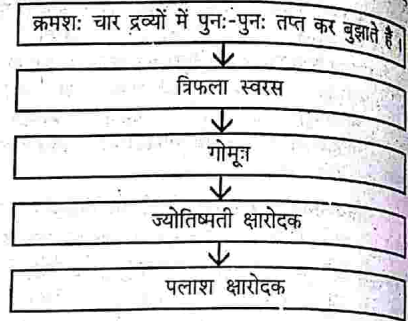 क्रमशः चार द्रव्यों में पुनः-पुनः तप्त कर बुझाते हैं।
त्रिफला स्वरस
गोमूत्र
ज्योतिष्मती क्षारोदक
पलाश क्षारोदक